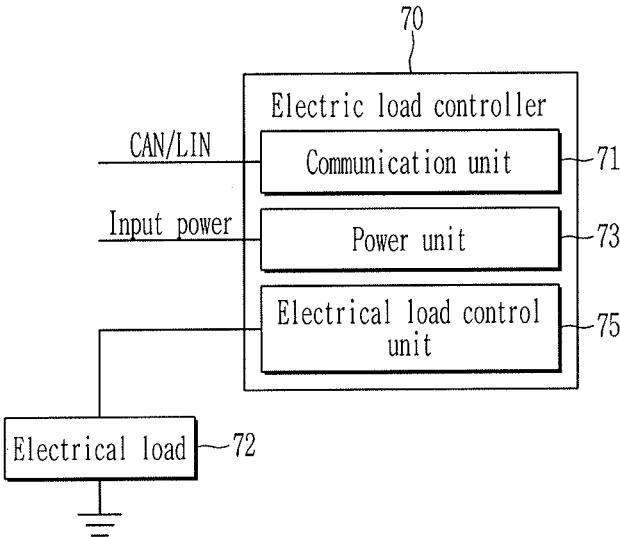 70
Electric load controller
CAN/LIN
Communication unit
71
Input power
Power unit
73
Electrical load control
unit
75
Electrical load
72